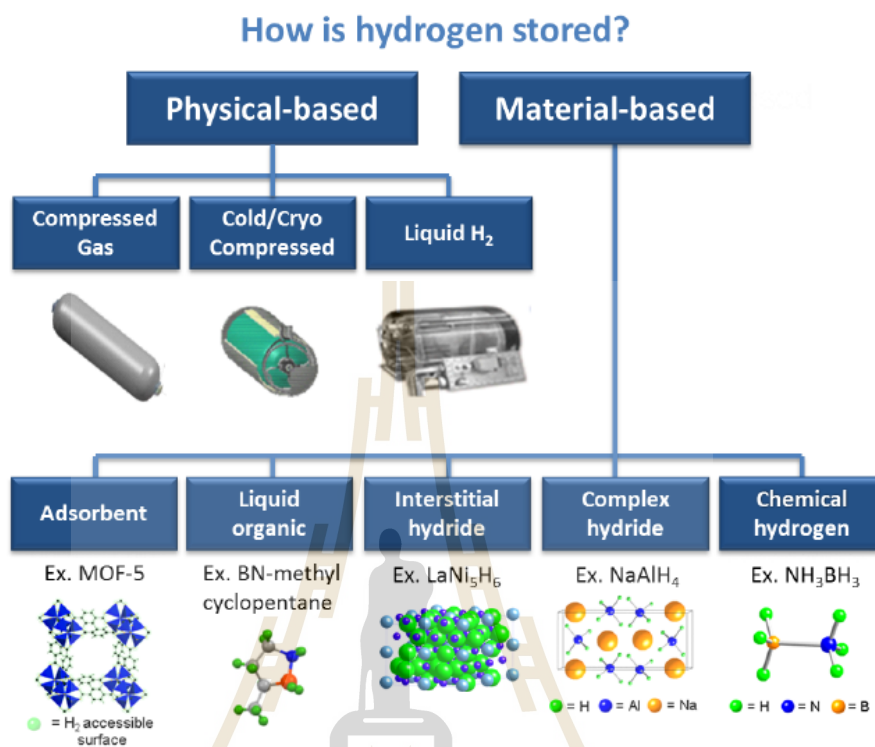 How is hydrogen stored?
Physical-based
Material-based
Compressed
Gas
Cold/Cryo
Compressed
Liquid H₂
Adsorbent
Liquid
organic
Interstitial
hydride
Complex
hydride
Chemical
hydrogen
Ex. MOF-5
Ex. BN-methyl
cyclopentane
Ex. LaNi₅H₆
Ex. NaAlH₄
Ex. NH₃BH₃
= H₂ accessible
surface
= H = Al = Na
= H = N = B